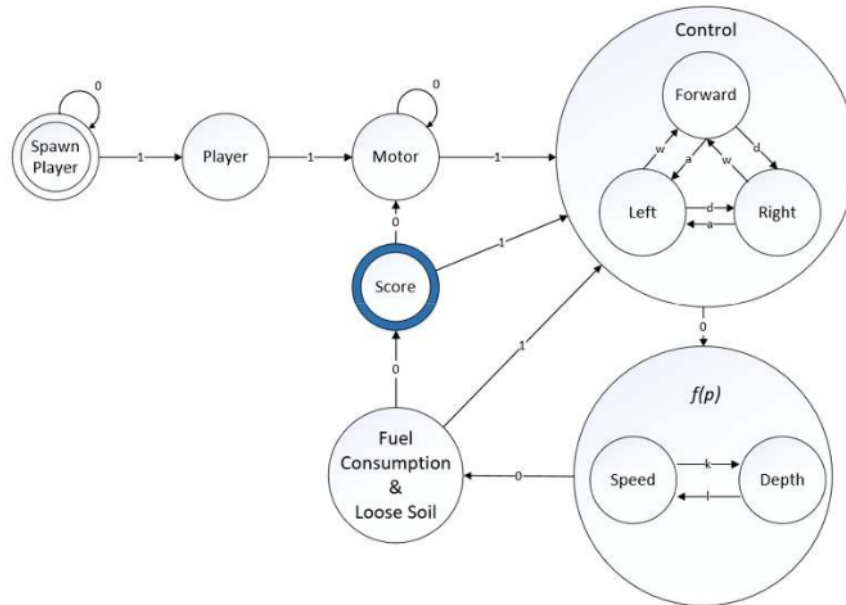 Control
0
0
Forward
Spawn
Player
1
Player
1
Motor
1
w
d
a
w
Left
d
Right
a
0
1
Score
0
1
0
f(p)
Fuel
Consumption
&
Loose Soil
0
Speed
k
Depth
l